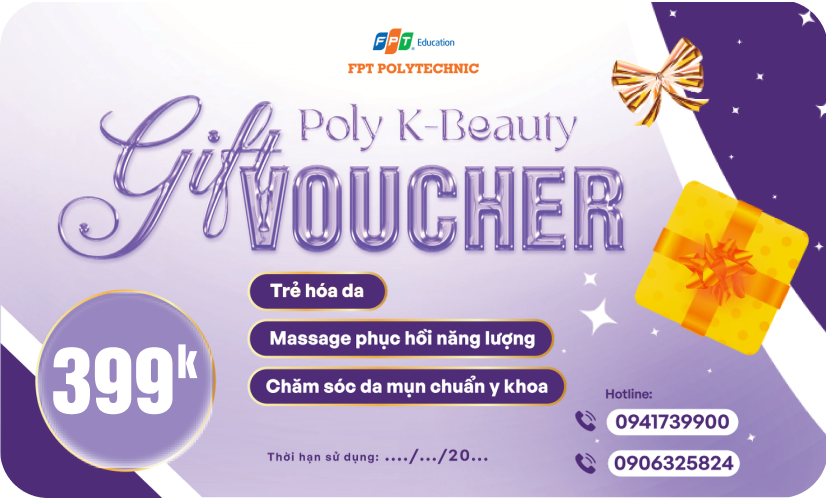 FPT Education
FPT POLYTECHNIC
Poly K-Beauty
Gift VOUCHER
Trẻ hóa da
Massage phục hồi năng lượng
Chăm sóc da mụn chuẩn y khoa
399k
Hotline:
0941739900
0906325824
Thời hạn sử dụng: ..../.../20...